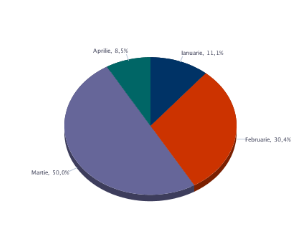 Aprilie, 8,5%
Ianuarie, 11,1%
Februarie, 30,4%
Martie, 50,0%